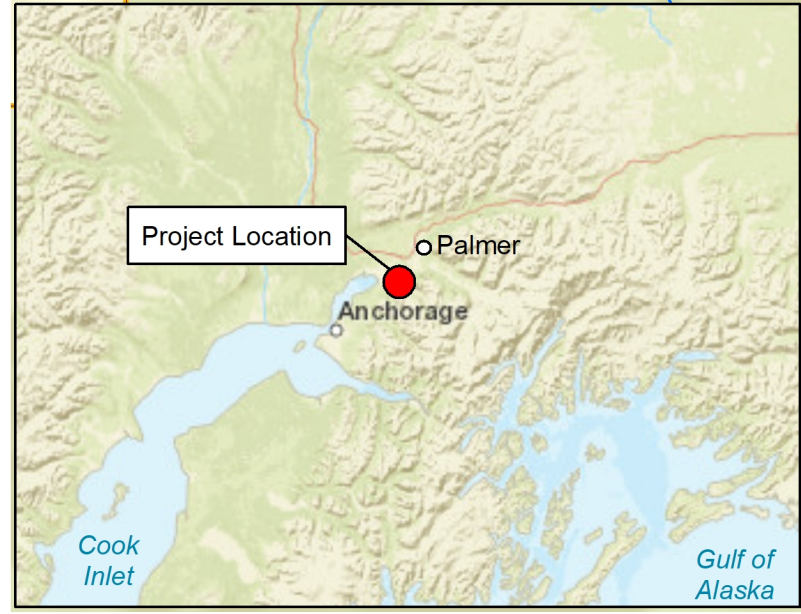 Project Location
Palmer
Anchorage
Cook
Inlet
Gulf of
Alaska